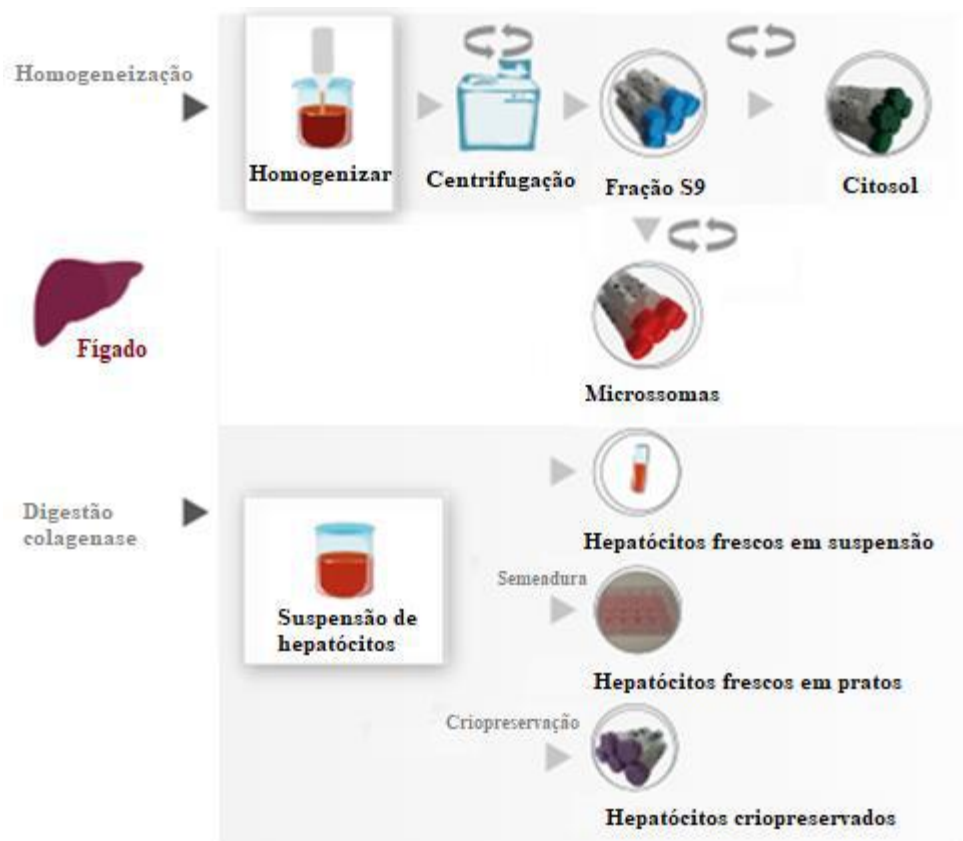 Homogeneização
Homogenizar
Centrifugação
Fração S9
Citosol
Fígado
Microssomas
Digestão
colagenase
Suspensão de
hepatócitos
Hepatócitos frescos em suspensão
Semeadura
Hepatócitos frescos em pratos
Criopreservação
Hepatócitos criopreservados